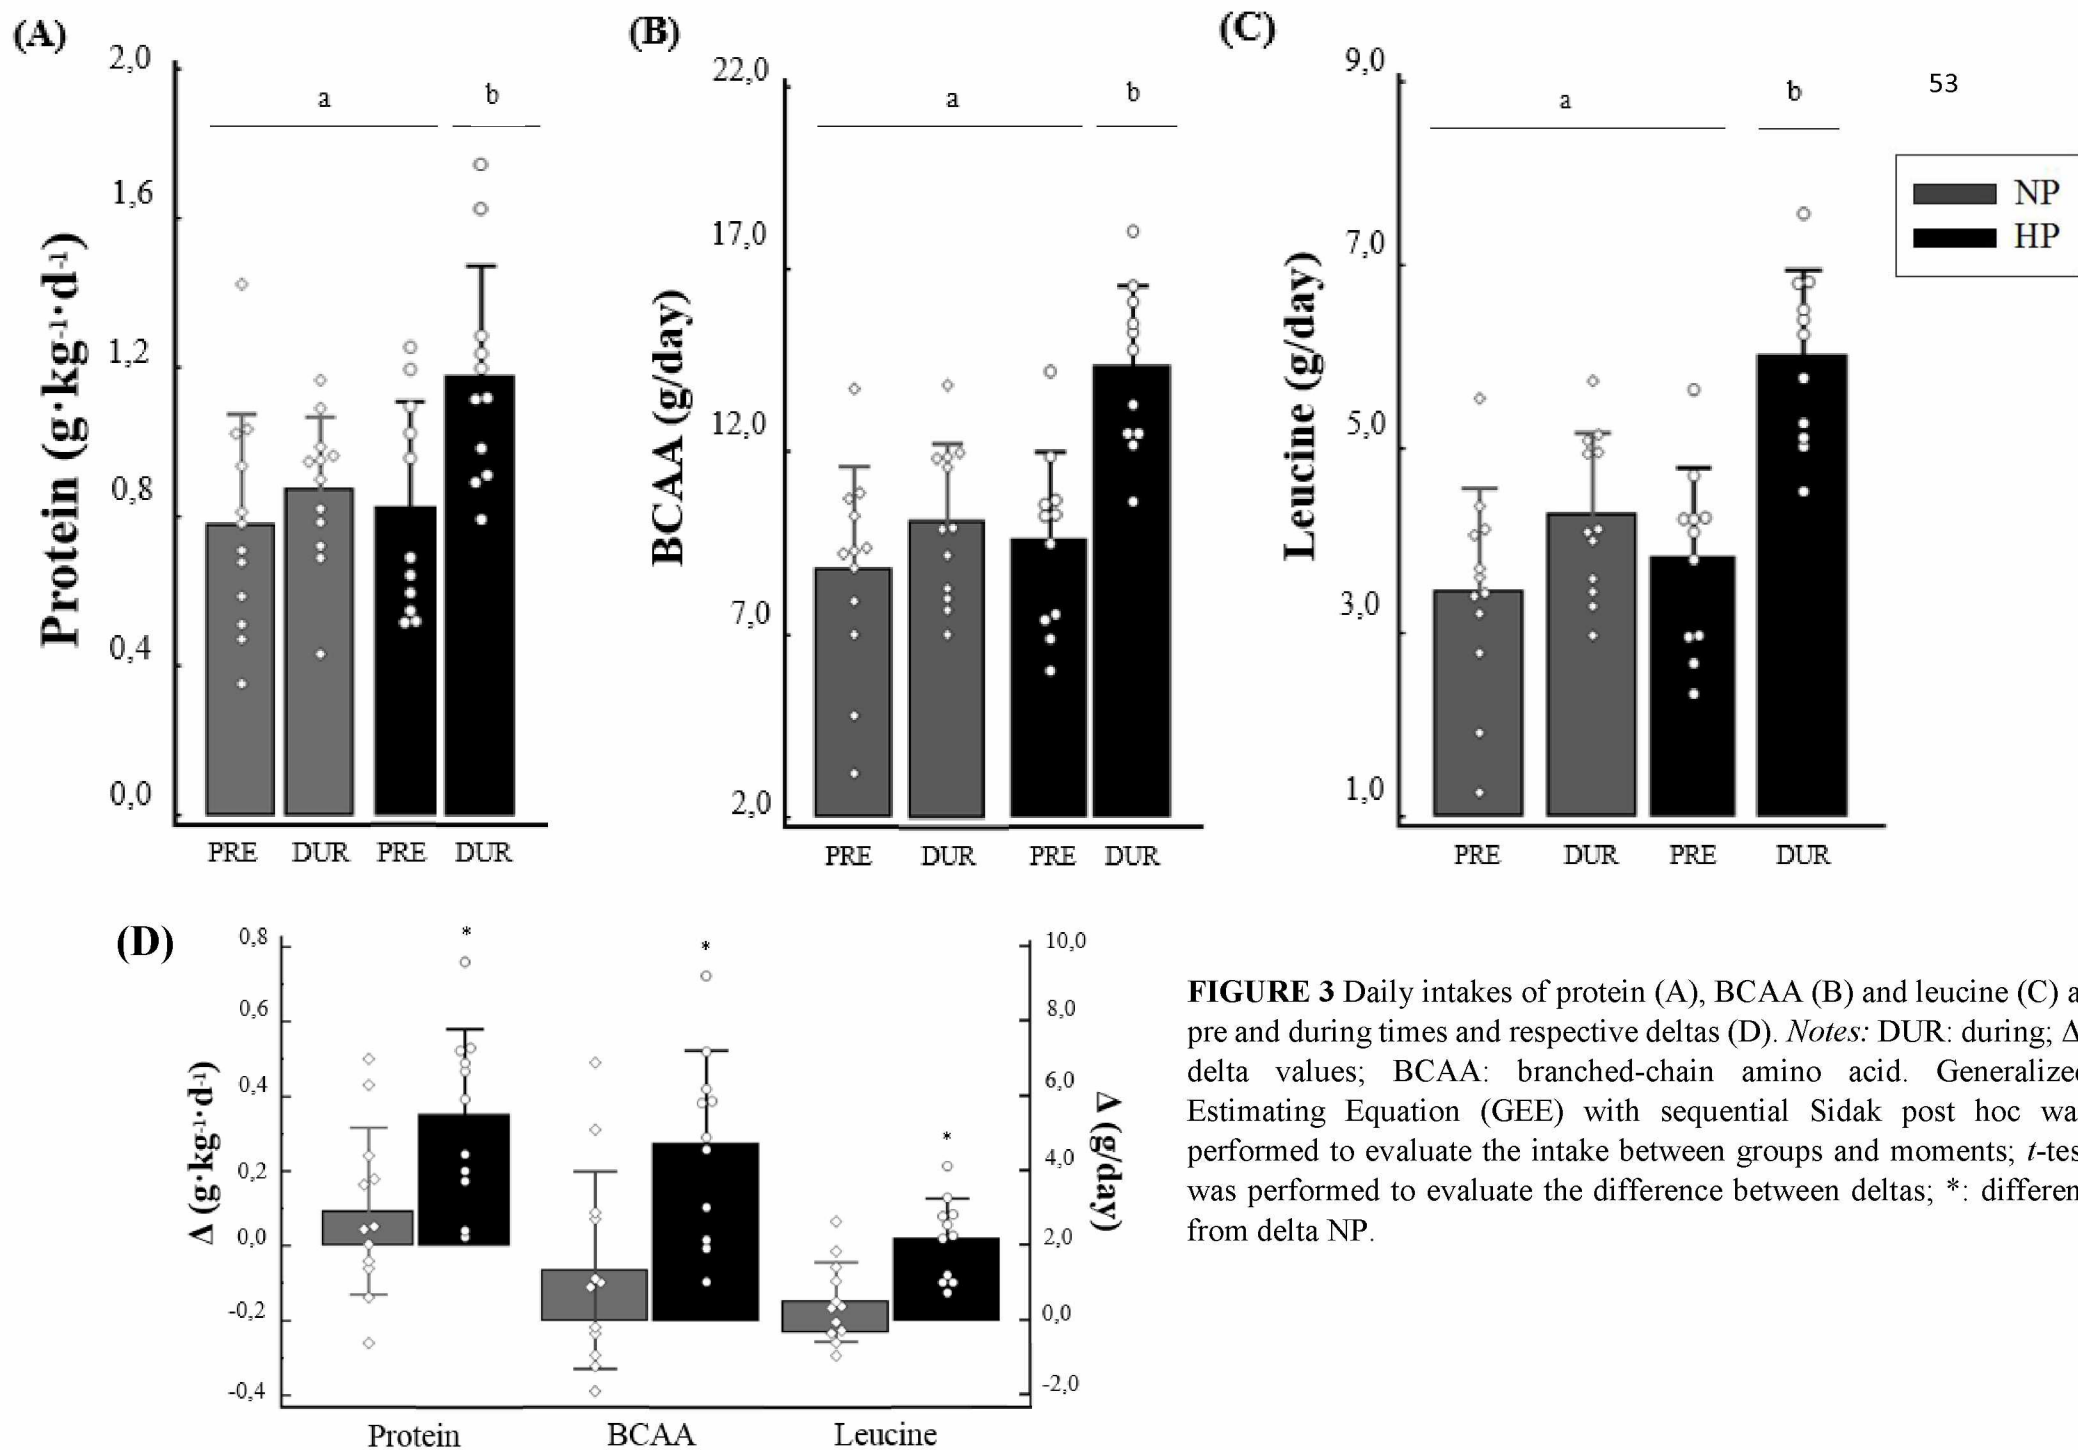 (A)
2,0
1,6
1,2
0,8
0,4
0,0
Protein (g·kg⁻¹·d⁻¹)
a
b
PRE DUR PRE DUR
(B)
22,0
17,0
12,0
7,0
2,0
BCAA (g/day)
a
b
PRE DUR PRE DUR
(C)
9,0
7,0
5,0
3,0
1,0
Leucine (g/day)
a
b
PRE DUR PRE DUR
53
NP
HP
(D)
0,8
0,6
0,4
0,2
0,0
-0,2
-0,4
Δ (g·kg⁻¹·d⁻¹)
*
*
*
10,0
8,0
6,0
4,0
2,0
0,0
-2,0
Δ (g/day)
Protein BCAA Leucine
FIGURE 3 Daily intakes of protein (A), BCAA (B) and leucine (C) a
pre and during times and respective deltas (D). Notes: DUR: during; Δ
delta values; BCAA: branched-chain amino acid. Generalized
Estimating Equation (GEE) with sequential Sidak post hoc wa
performed to evaluate the intake between groups and moments; t-tes
was performed to evaluate the difference between deltas; *: differen
from delta NP.